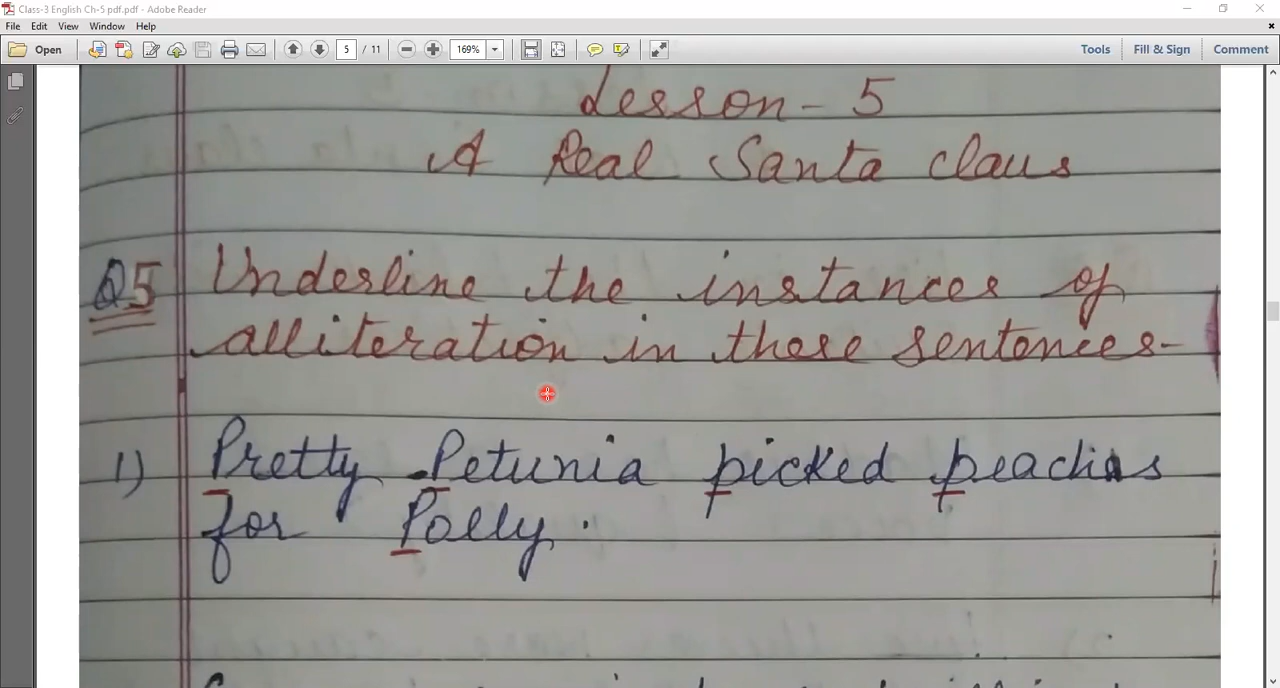 Class-3 English Ch-5 pdf.pdf - Adobe Reader
File Edit View Window Help
Open 5 / 11 169% Tools Fill & Sign Comment
Lesson - 5
A Real Santa claus
Q5 Underline the instances of
alliteration in these sentences-
1) Pretty Petunia picked peaches
for Polly.